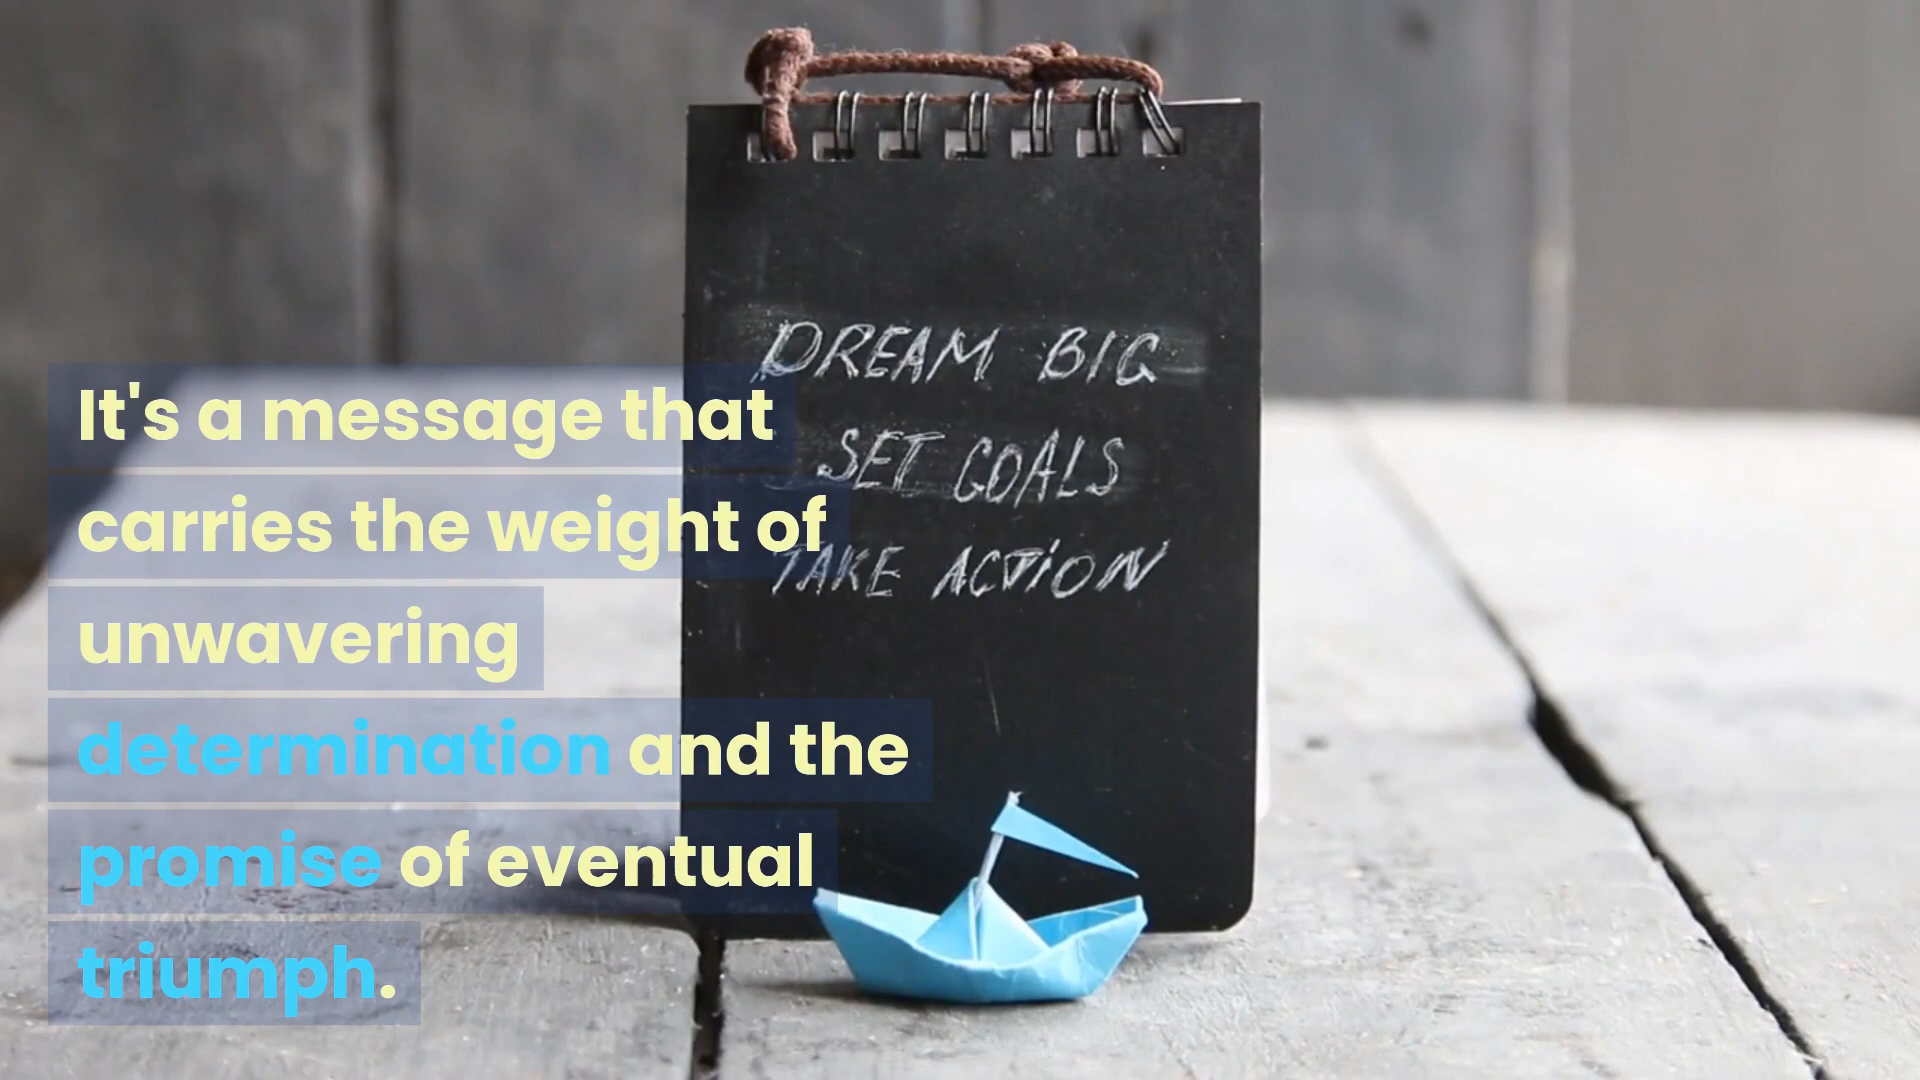 DREAM BIG
SET GOALS
TAKE ACTION
It's a message that
carries the weight of
unwavering
determination and the
promise of eventual
triumph.